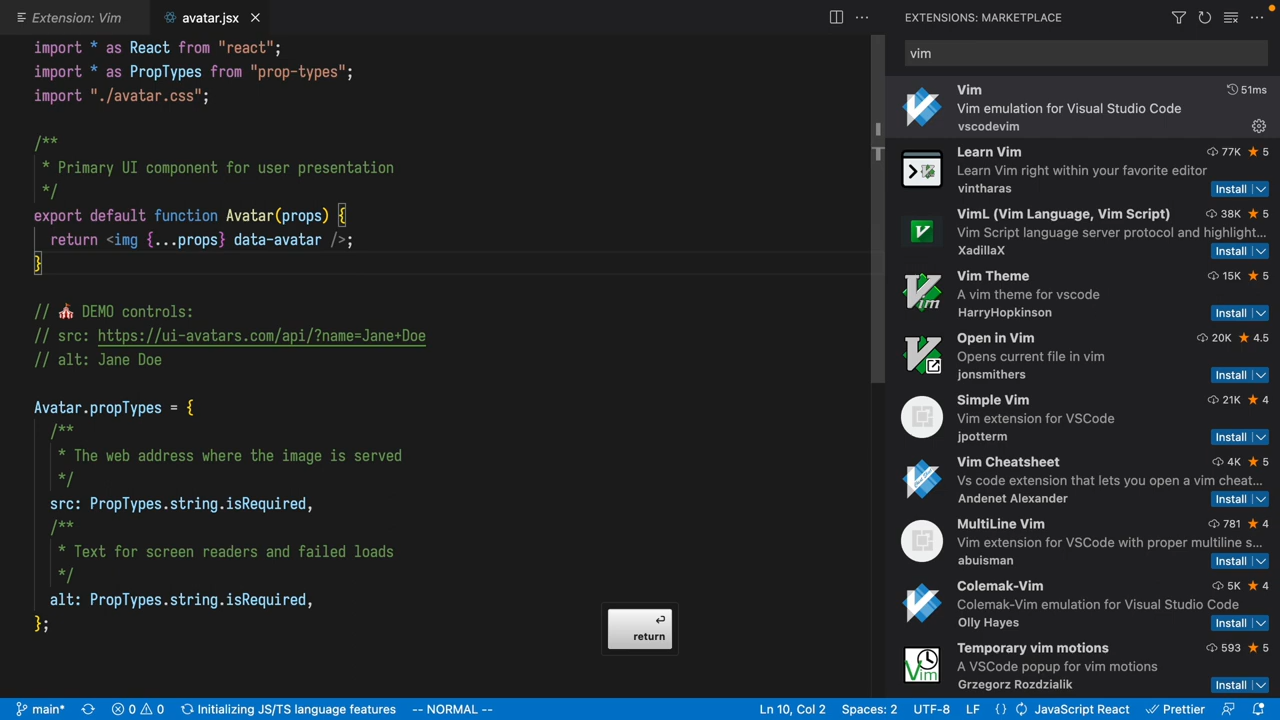 Extension: Vim
avatar.jsx
import * as React from "react";
import * as PropTypes from "prop-types";
import "./avatar.css";
/**
* Primary UI component for user presentation
*/
export default function Avatar(props) {
return <img {...props} data-avatar />;
}
// 🎪 DEMO controls:
// src: https://ui-avatars.com/api/?name=Jane+Doe
// alt: Jane Doe
Avatar.propTypes = {
/**
* The web address where the image is served
*/
src: PropTypes.string.isRequired,
/**
* Text for screen readers and failed loads
*/
alt: PropTypes.string.isRequired,
};
return
EXTENSIONS: MARKETPLACE
vim
Vim 51ms
Vim emulation for Visual Studio Code
vscodevim
Learn Vim 77K ★ 5
Learn Vim right within your favorite editor
vintharas Install
VimL (Vim Language, Vim Script) 38K ★ 5
Vim Script language server protocol and highlight...
XadillaX Install
Vim Theme 15K ★ 5
A vim theme for vscode
HarryHopkinson Install
Open in Vim 20K ★ 4.5
Opens current file in vim
jonsmithers Install
Simple Vim 21K ★ 4
Vim extension for VSCode
jpotterm Install
Vim Cheatsheet 4K ★ 5
Vs code extension that lets you open a vim cheat...
Andenet Alexander Install
MultiLine Vim 781 ★ 4
Vim extension for VSCode with proper multiline s...
abuisman Install
Colemak-Vim 5K ★ 4
Colemak-Vim emulation for Visual Studio Code
Olly Hayes Install
Temporary vim motions 593 ★ 5
A VSCode popup for vim motions
Grzegorz Rozdzialik Install
main* 0 0 Initializing JS/TS language features -- NORMAL -- Ln 10, Col 2 Spaces: 2 UTF-8 LF {} JavaScript React Prettier